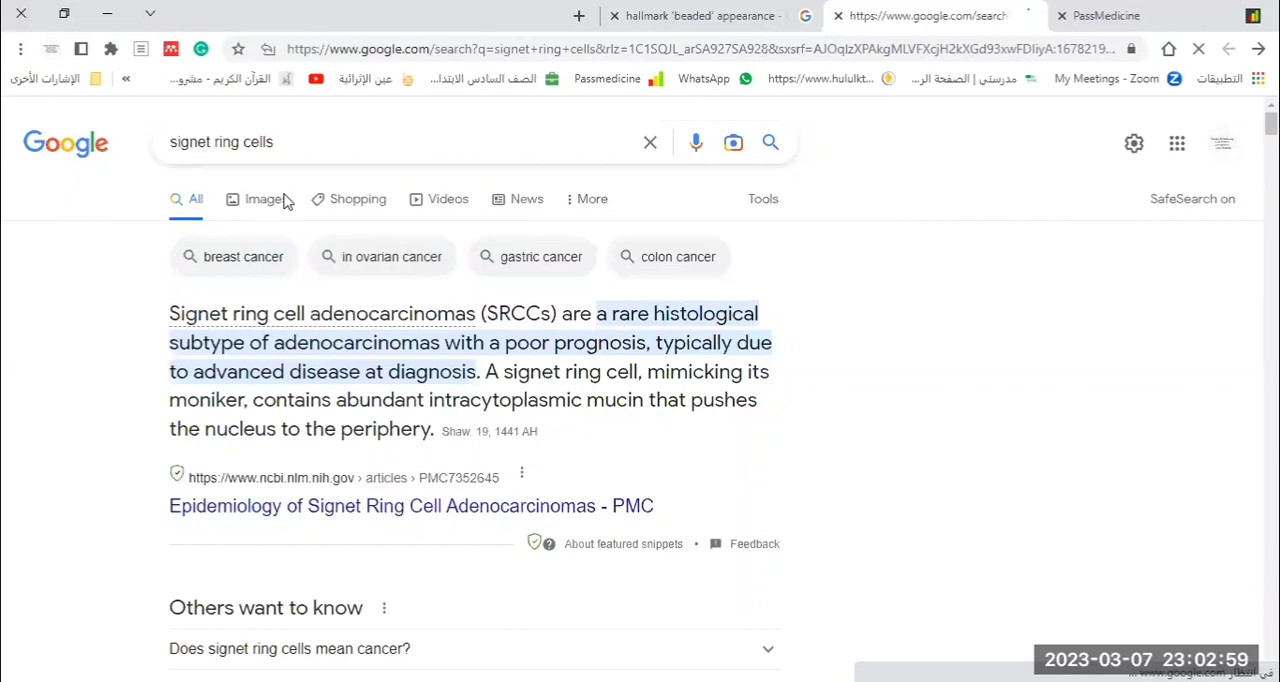 hallmark 'beaded' appearance -
https://www.google.com/search
PassMedicine
https://www.google.com/search?q=signet+ring+cells&rlz=1C1SQJL_arSA927SA928&sxsrf=AJOqlzXPAkgMLVFXcjH2kXGd93xwFDIiyA:1678219...
الإشارات الأخرى
«
القرآن الكريم - مشرو...
عين الإثرائية
الصف السادس الابتدا...
Passmedicine
WhatsApp
https://www.hululkt...
مدرستي | الصفحة الر...
My Meetings - Zoom
التطبيقات
Google
signet ring cells
All
Images
Shopping
Videos
News
More
Tools
SafeSearch on
breast cancer
in ovarian cancer
gastric cancer
colon cancer
Signet ring cell adenocarcinomas (SRCCs) are a rare histological
subtype of adenocarcinomas with a poor prognosis, typically due
to advanced disease at diagnosis. A signet ring cell, mimicking its
moniker, contains abundant intracytoplasmic mucin that pushes
the nucleus to the periphery. Shaw. 19, 1441 AH
https://www.ncbi.nlm.nih.gov › articles › PMC7352645
Epidemiology of Signet Ring Cell Adenocarcinomas - PMC
About featured snippets • Feedback
Others want to know
Does signet ring cells mean cancer?
2023-03-07 23:02:59
في انتظار www.google.com ...